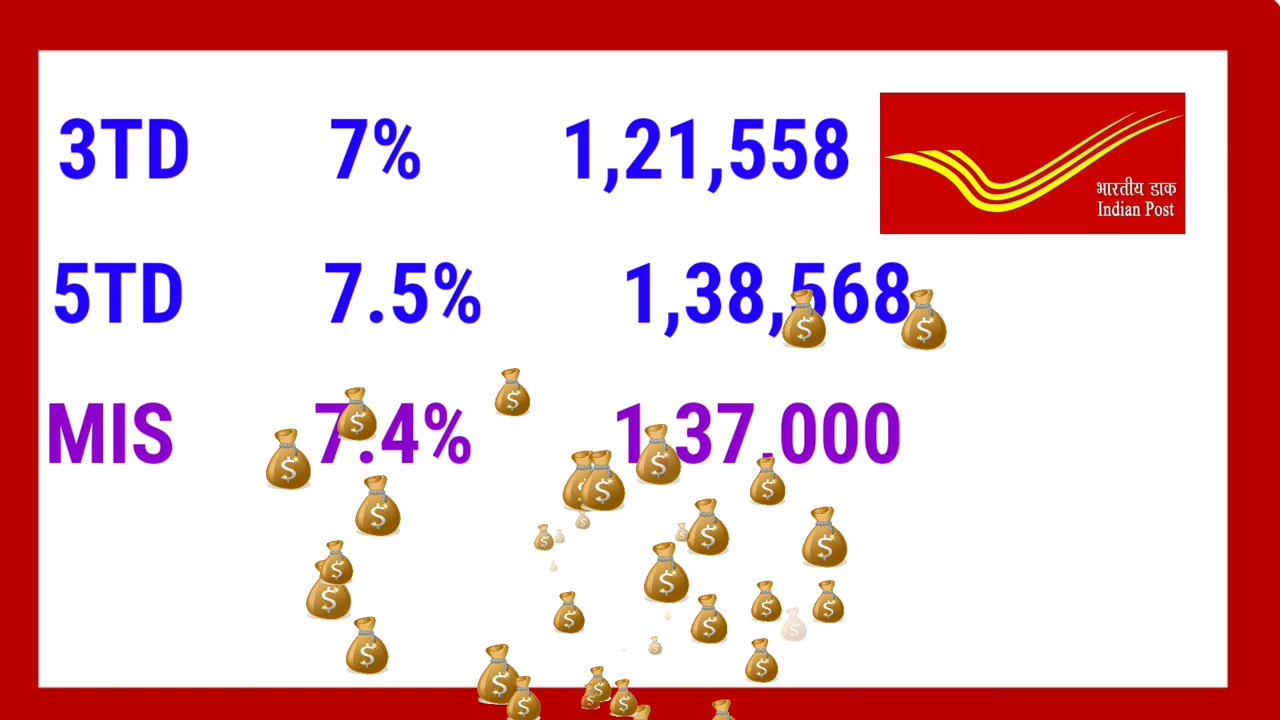 3TD 7% 1,21,558
भारतीय डाक
Indian Post
5TD 7.5% 1,38,568
MIS 7.4% 1,37,000